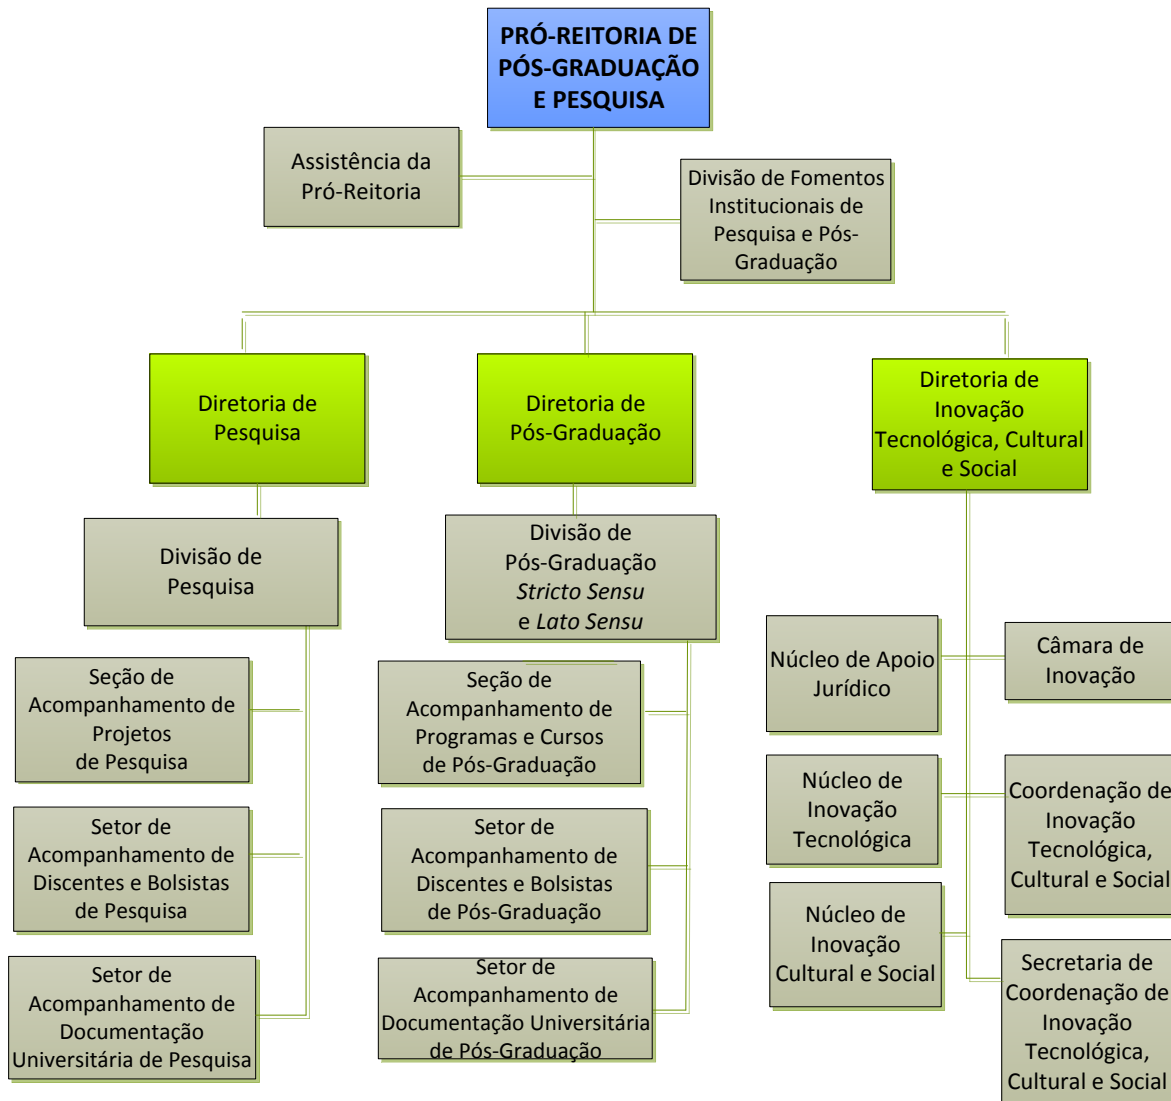 PRÓ-REITORIA DE
PÓS-GRADUAÇÃO
E PESQUISA
Assistência da
Pró-Reitoria
Divisão de Fomentos
Institucionais de
Pesquisa e Pós-
Graduação
Diretoria de
Pesquisa
Diretoria de
Pós-Graduação
Diretoria de
Inovação
Tecnológica, Cultural
e Social
Divisão de
Pesquisa
Divisão de
Pós-Graduação
Stricto Sensu
e Lato Sensu
Seção de
Acompanhamento de
Projetos
de Pesquisa
Setor de
Acompanhamento de
Discentes e Bolsistas
de Pesquisa
Setor de
Acompanhamento de
Documentação
Universitária de Pesquisa
Seção de
Acompanhamento de
Programas e Cursos
de Pós-Graduação
Setor de
Acompanhamento de
Discentes e Bolsistas
de Pós-Graduação
Setor de
Acompanhamento de
Documentação Universitária
de Pós-Graduação
Núcleo de Apoio
Jurídico
Câmara de
Inovação
Núcleo de
Inovação
Tecnológica
Coordenação de
Inovação
Tecnológica,
Cultural e Social
Núcleo de
Inovação
Cultural e Social
Secretaria de
Coordenação de
Inovação
Tecnológica,
Cultural e Social